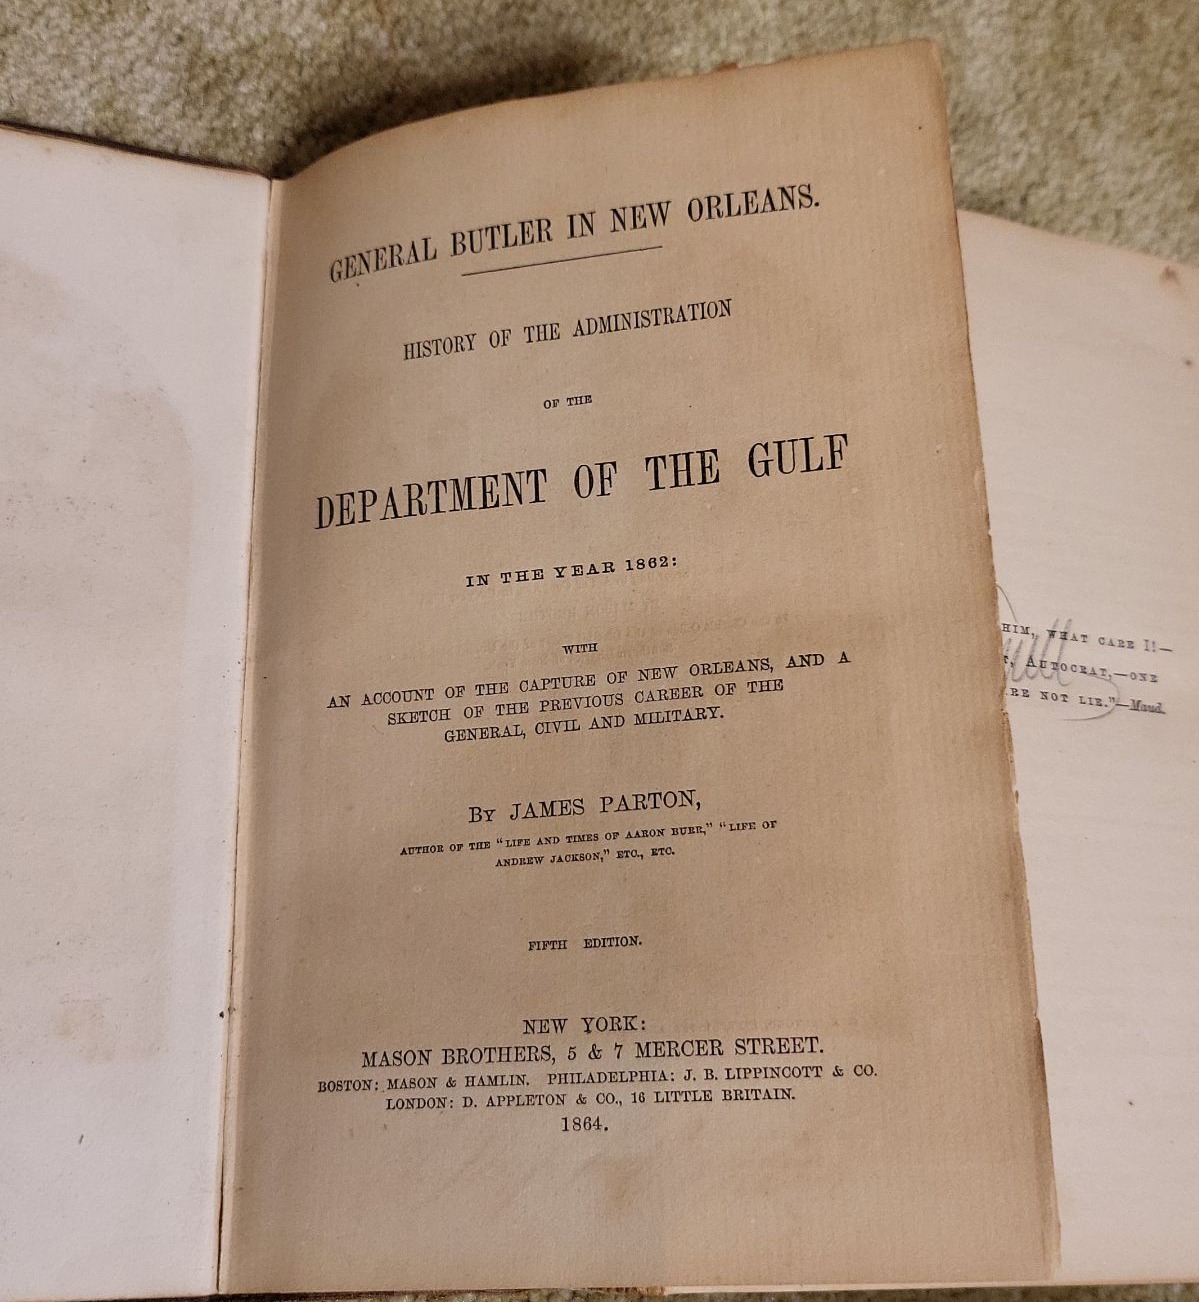 GENERAL BUTLER IN NEW ORLEANS.
HISTORY OF THE ADMINISTRATION
OF THE
DEPARTMENT OF THE GULF
IN THE YEAR 1862:
WITH
AN ACCOUNT OF THE CAPTURE OF NEW ORLEANS, AND A
SKETCH OF THE PREVIOUS CAREER OF THE
GENERAL, CIVIL AND MILITARY.
BY JAMES PARTON,
AUTHOR OF THE "LIFE AND TIMES OF AARON BURR," "LIFE OF
ANDREW JACKSON," ETC., ETC.
FIFTH EDITION.
NEW YORK:
MASON BROTHERS, 5 & 7 MERCER STREET.
BOSTON: MASON & HAMLIN. PHILADELPHIA: J. B. LIPPINCOTT & CO.
LONDON: D. APPLETON & CO., 16 LITTLE BRITAIN.
1864.
HIM, WHAT CARE I!—
AUTOCRAT,—ONE
RE NOT LIE."—Maud.